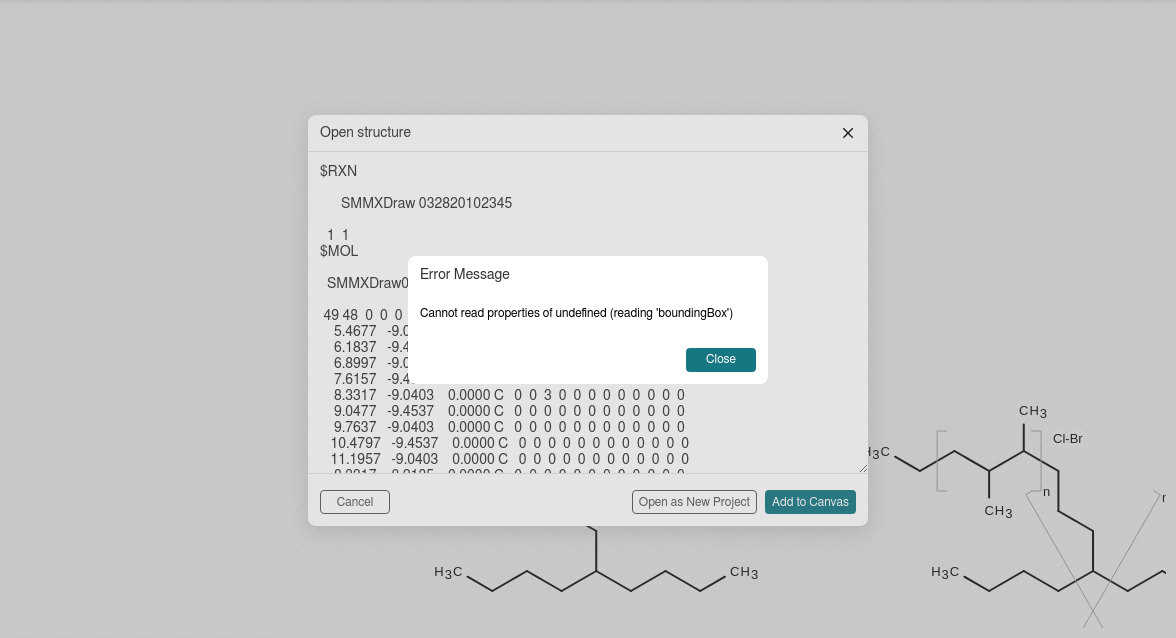 Open structure
$RXN
SMMXDraw 032820102345
1 1
$MOL
SMMXDraw0
49 48 0 0 0
5.4677 -9.0
6.1837 -9.4
6.8997 -9.0
7.6157 -9.4
8.3317 -9.0403 0.0000 C 0 0 3 0 0 0 0 0 0 0 0 0
9.0477 -9.4537 0.0000 C 0 0 0 0 0 0 0 0 0 0 0 0
9.7637 -9.0403 0.0000 C 0 0 0 0 0 0 0 0 0 0 0 0
10.4797 -9.4537 0.0000 C 0 0 0 0 0 0 0 0 0 0 0 0
11.1957 -9.0403 0.0000 C 0 0 0 0 0 0 0 0 0 0 0 0
Error Message
Cannot read properties of undefined (reading 'boundingBox')
Close
Cancel
Open as New Project
Add to Canvas
CH3
Cl-Br
H3C
n
CH3
H3C
CH3
H3C